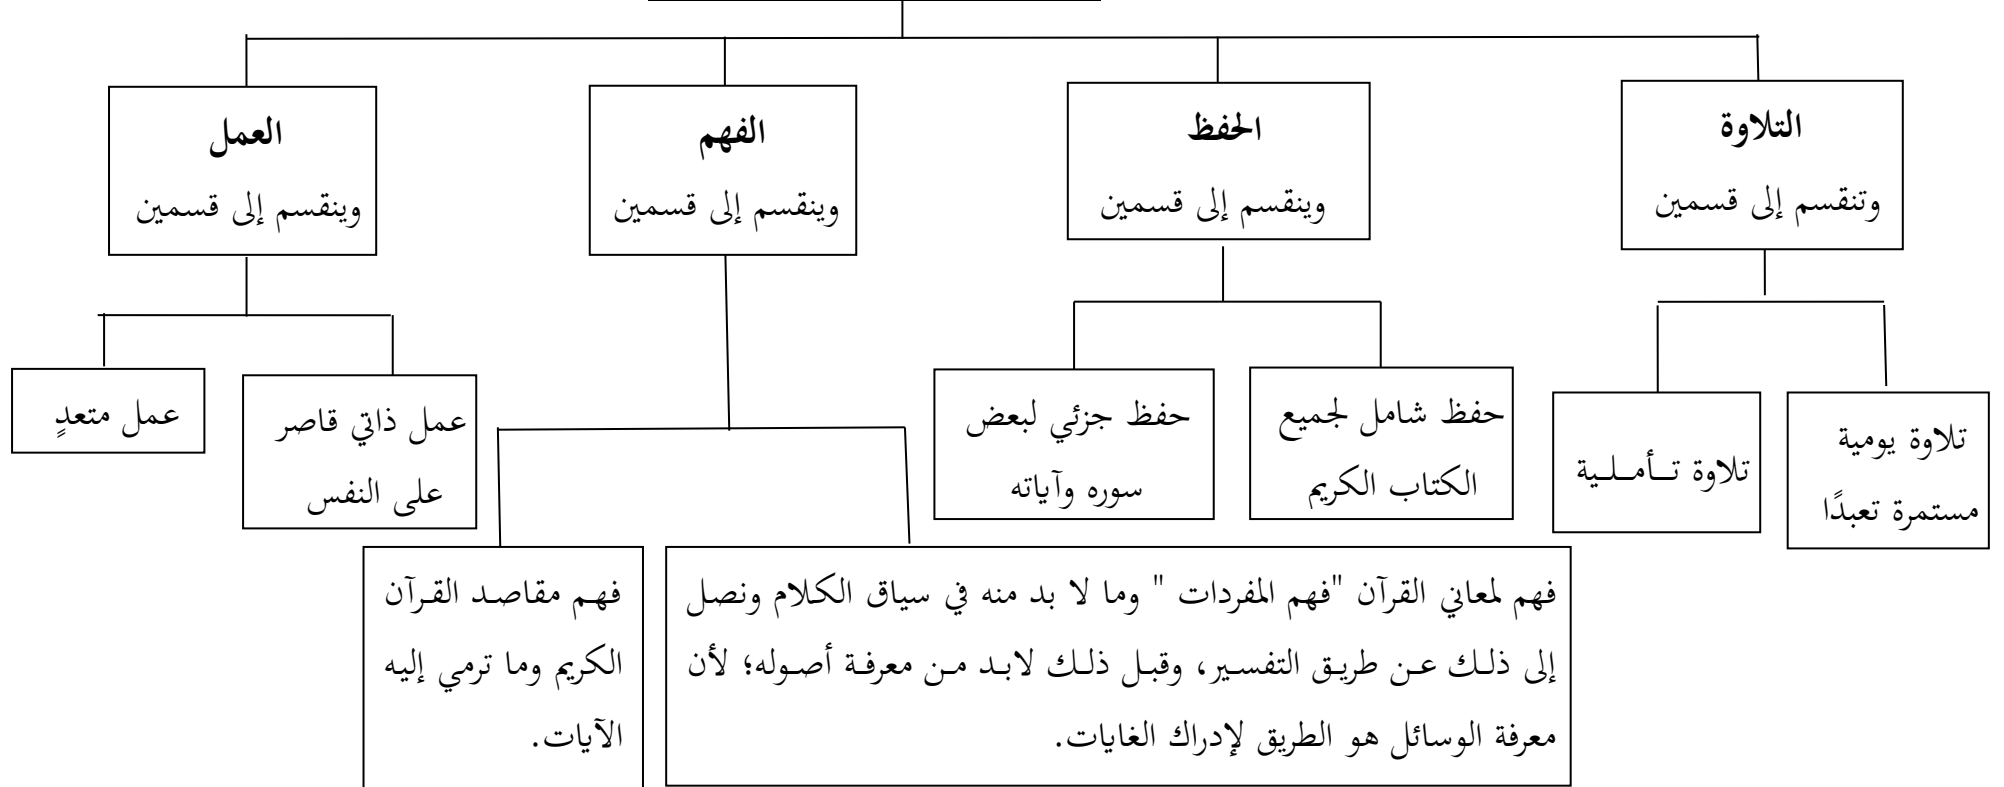 التلاوة
وتنقسم إلى قسمين
الحفظ
وينقسم إلى قسمين
الفهم
وينقسم إلى قسمين
العمل
وينقسم إلى قسمين
تلاوة يومية
مستمرة تعبدًا
تلاوة تـأمـلـية
حفظ شامل لجميع
الكتاب الكريم
حفظ جزئي لبعض
سوره وآياته
عمل ذاتي قاصر
على النفس
عمل متعدٍ
فهم لمعاني القرآن "فهم المفردات " وما لا بد منه في سياق الكلام ونصل
إلى ذلك عن طريق التفسير، وقبل ذلك لابد من معرفة أصوله؛ لأن
معرفة الوسائل هو الطريق لإدراك الغايات.
فهم مقاصد القرآن
الكريم وما ترمي إليه
الآيات.